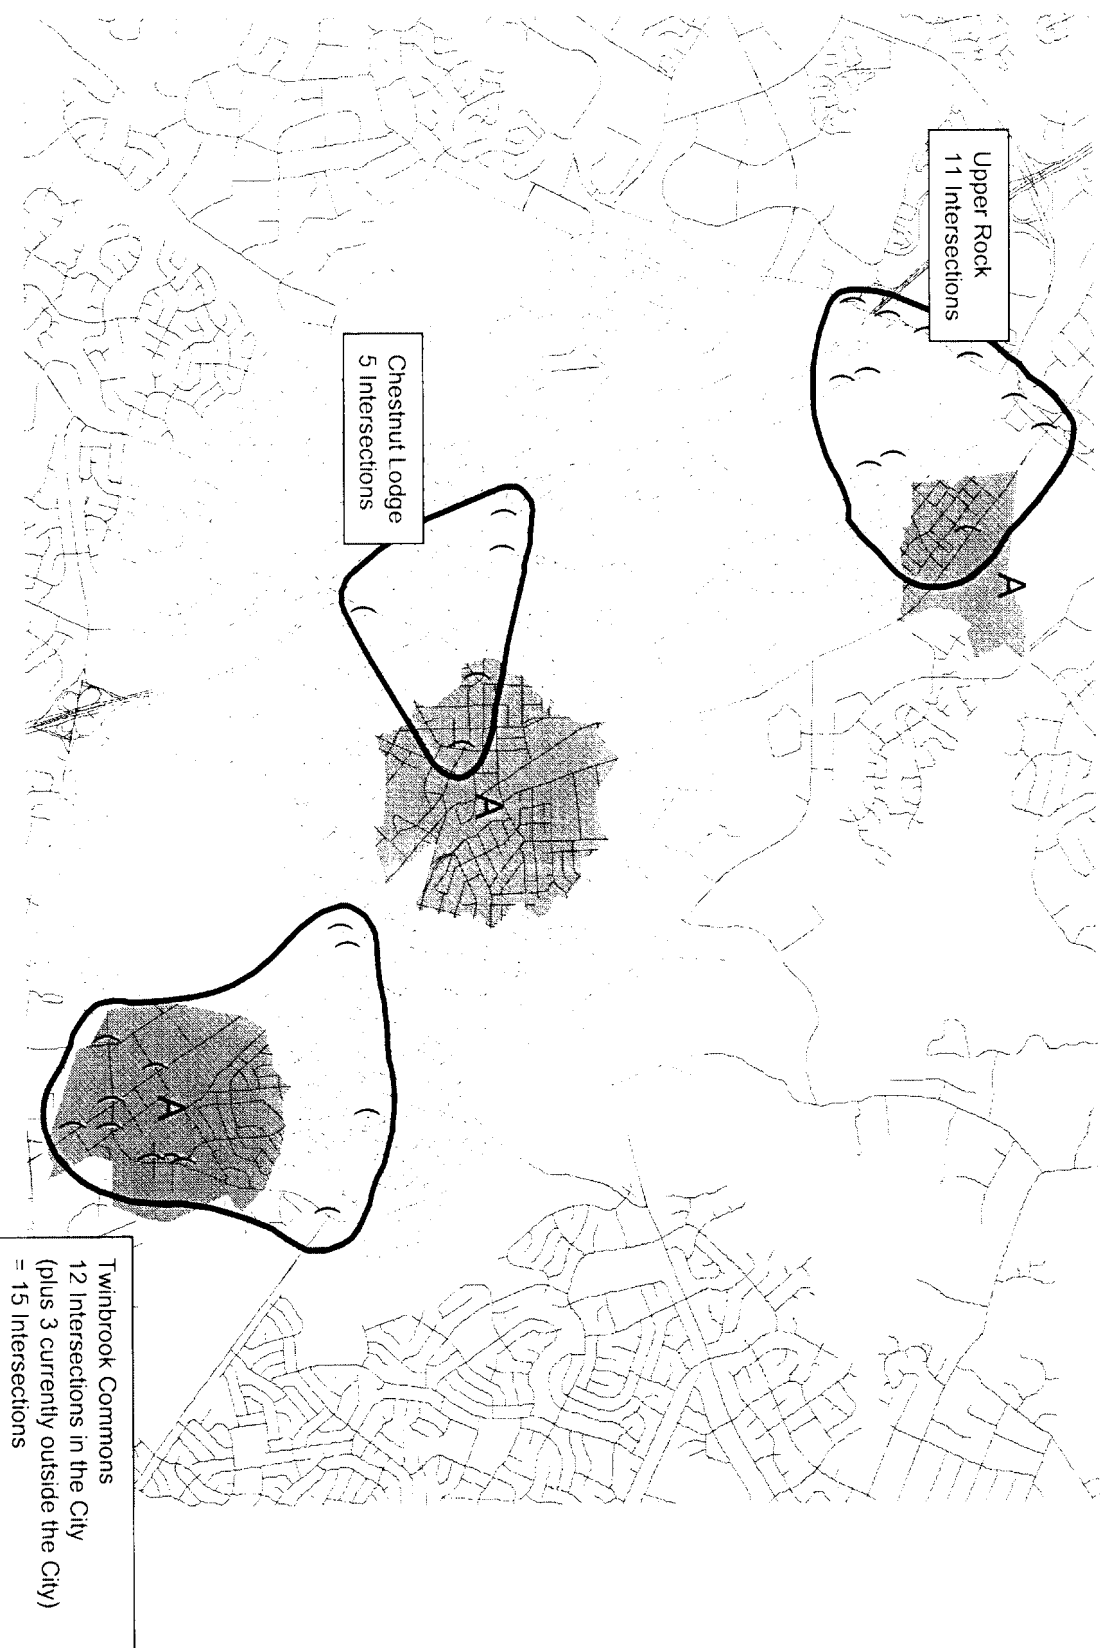 Upper Rock
11 Intersections
A
Chestnut Lodge
5 Intersections
A
A
Twinbrook Commons
12 Intersections in the City
(plus 3 currently outside the City)
= 15 Intersections